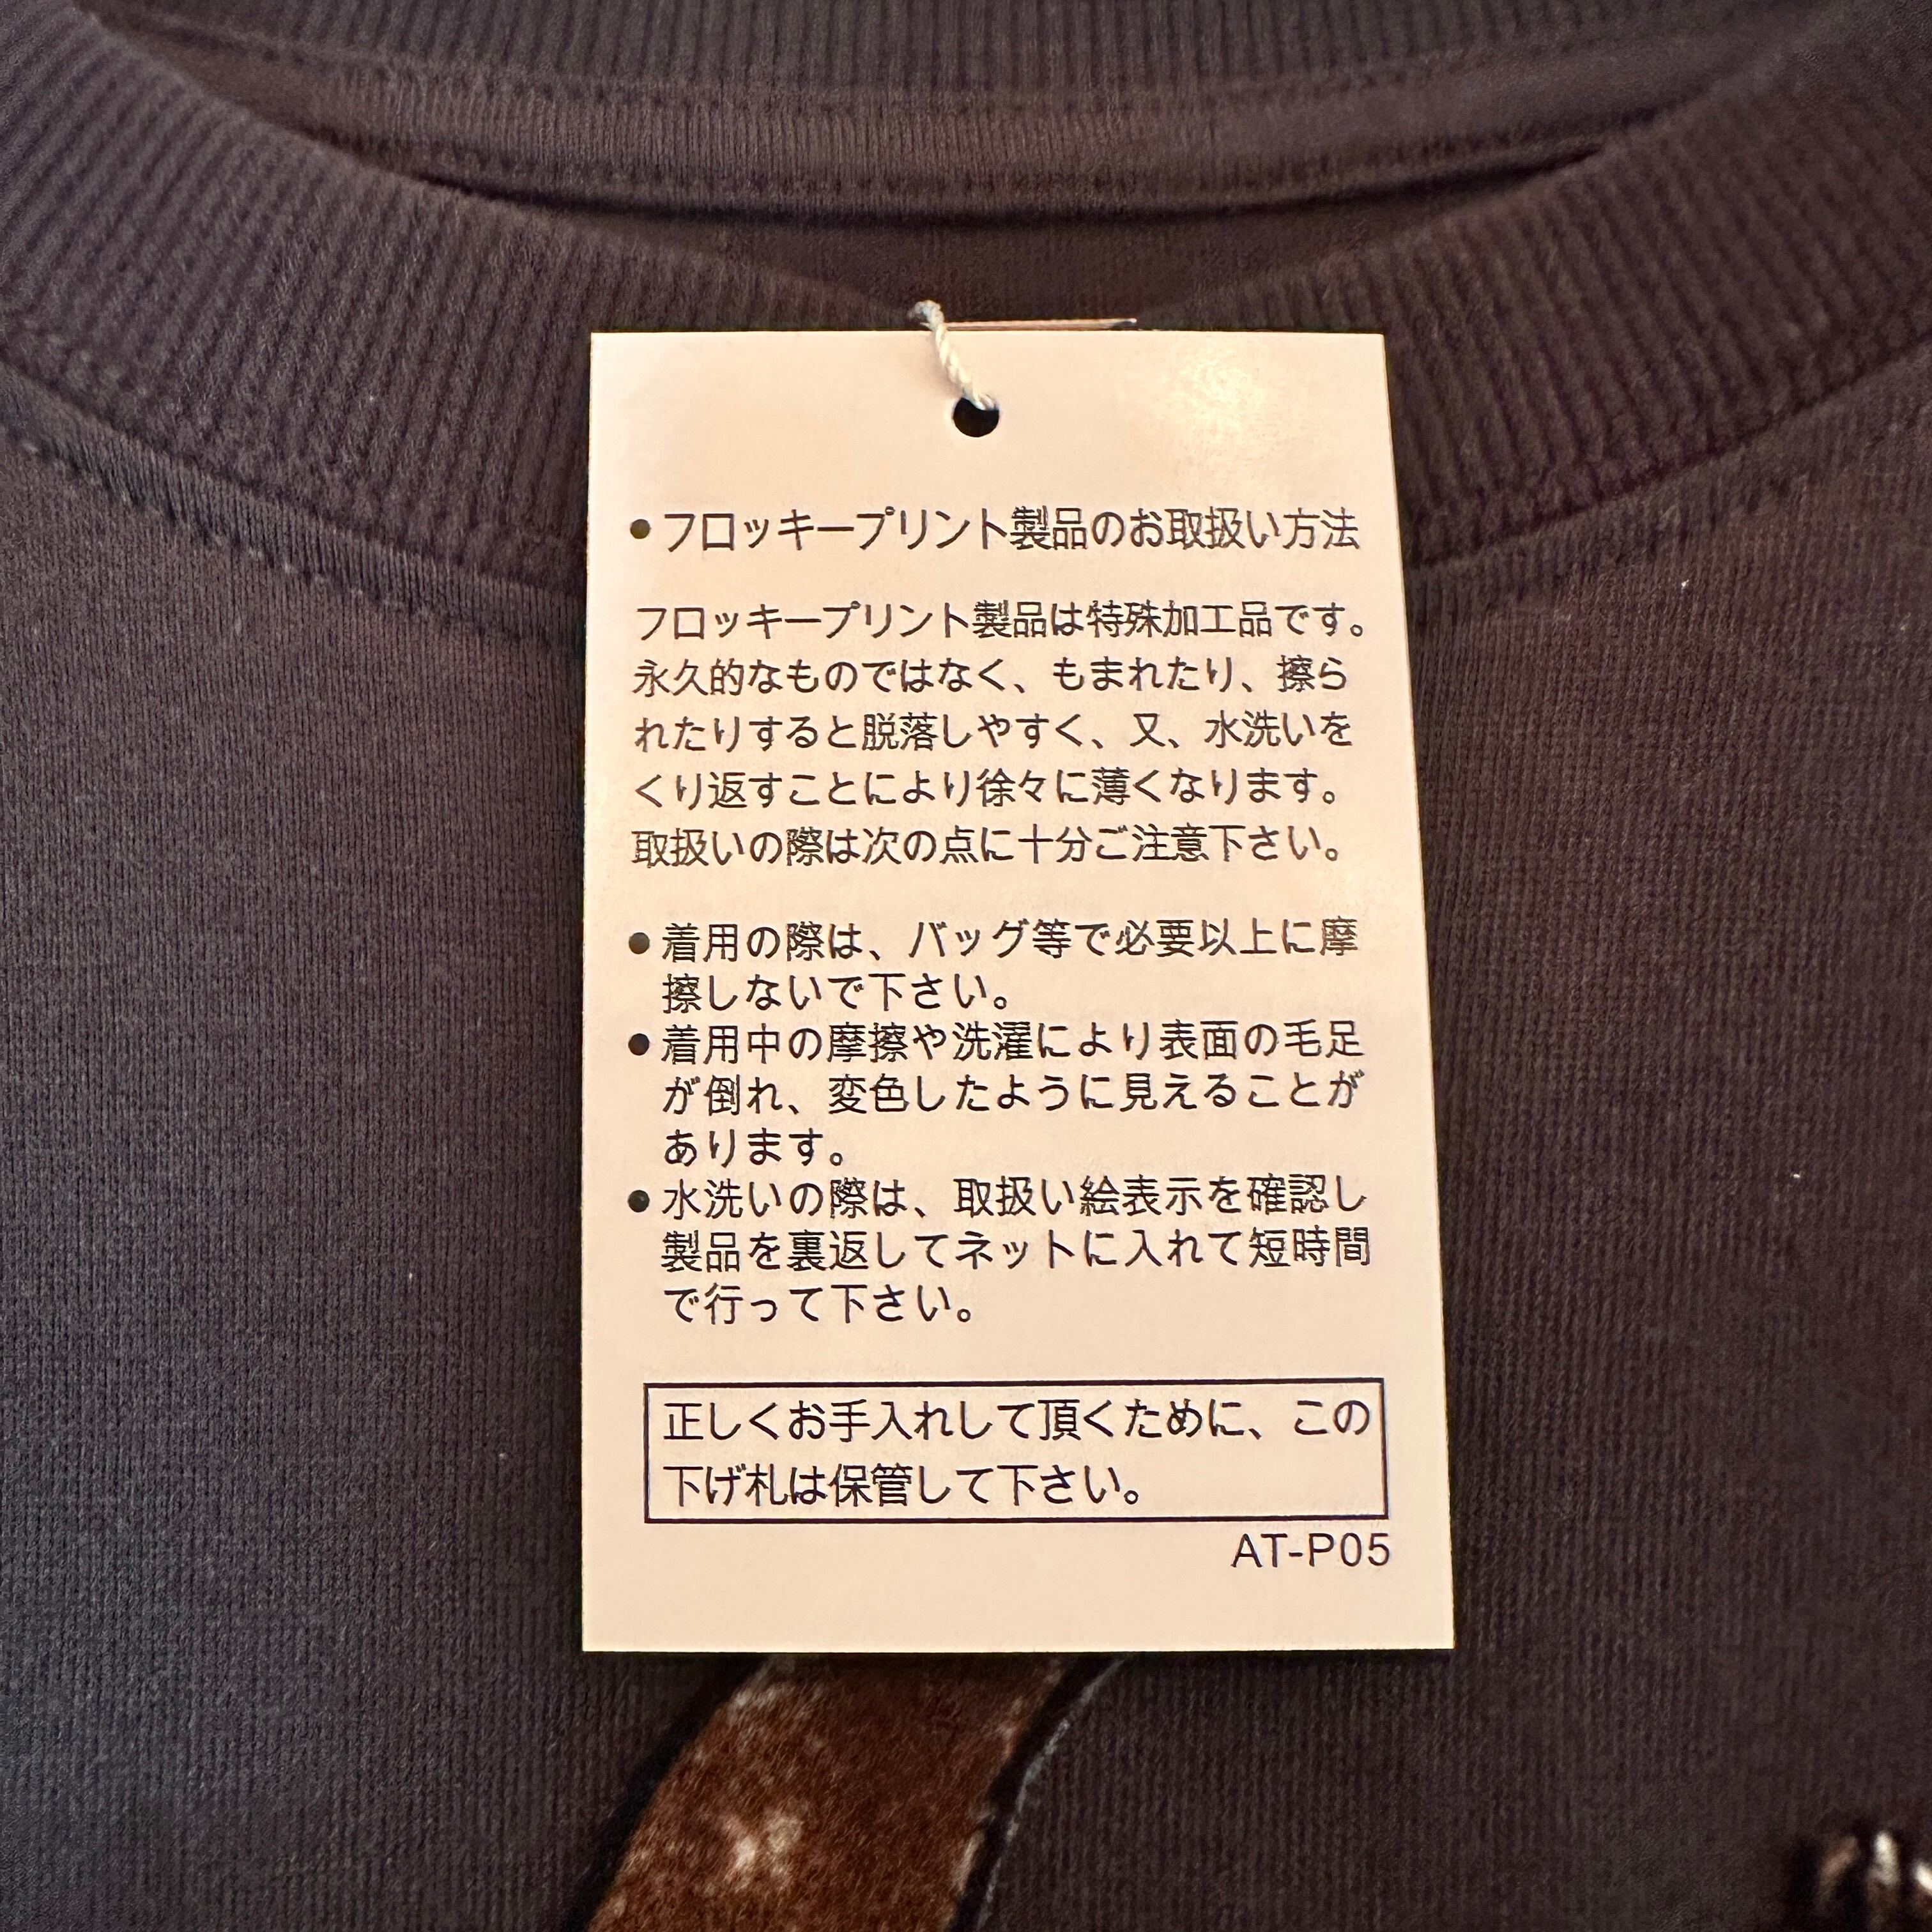 ●フロッキープリント製品のお取扱い方法
フロッキープリント製品は特殊加工品です。
永久的なものではなく、もまれたり、擦ら
れたりすると脱落しやすく、又、水洗いを
くり返すことにより徐々に薄くなります。
取扱いの際は次の点に十分ご注意下さい。
●着用の際は、バッグ等で必要以上に摩
擦しないで下さい。
●着用中の摩擦や洗濯により表面の毛足
が倒れ、変色したように見えることが
あります。
●水洗いの際は、取扱い絵表示を確認し
製品を裏返してネットに入れて短時間
で行って下さい。
正しくお手入れして頂くために、この
下げ札は保管して下さい。
AT-P05